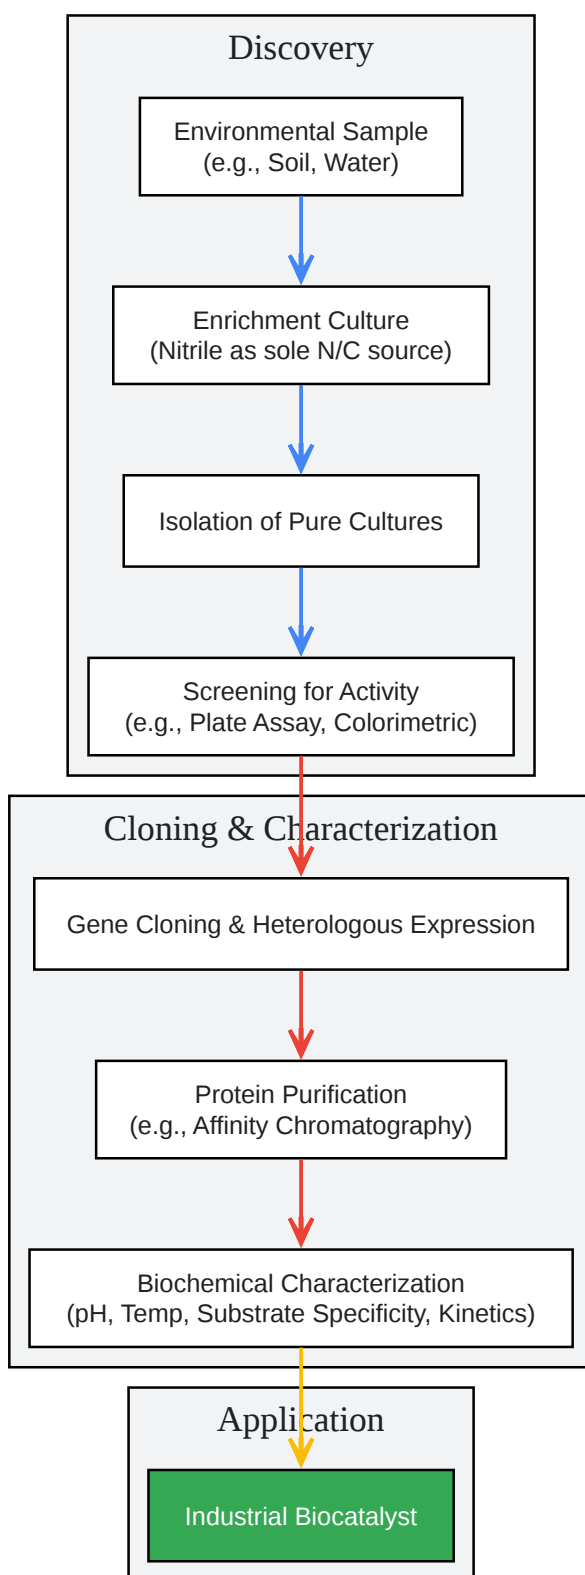 Discovery
Environmental Sample
(e.g., Soil, Water)
Enrichment Culture
(Nitrile as sole N/C source)
Isolation of Pure Cultures
Screening for Activity
(e.g., Plate Assay, Colorimetric)
Cloning & Characterization
Gene Cloning & Heterologous Expression
Protein Purification
(e.g., Affinity Chromatography)
Biochemical Characterization
(pH, Temp, Substrate Specificity, Kinetics)
Application
Industrial Biocatalyst